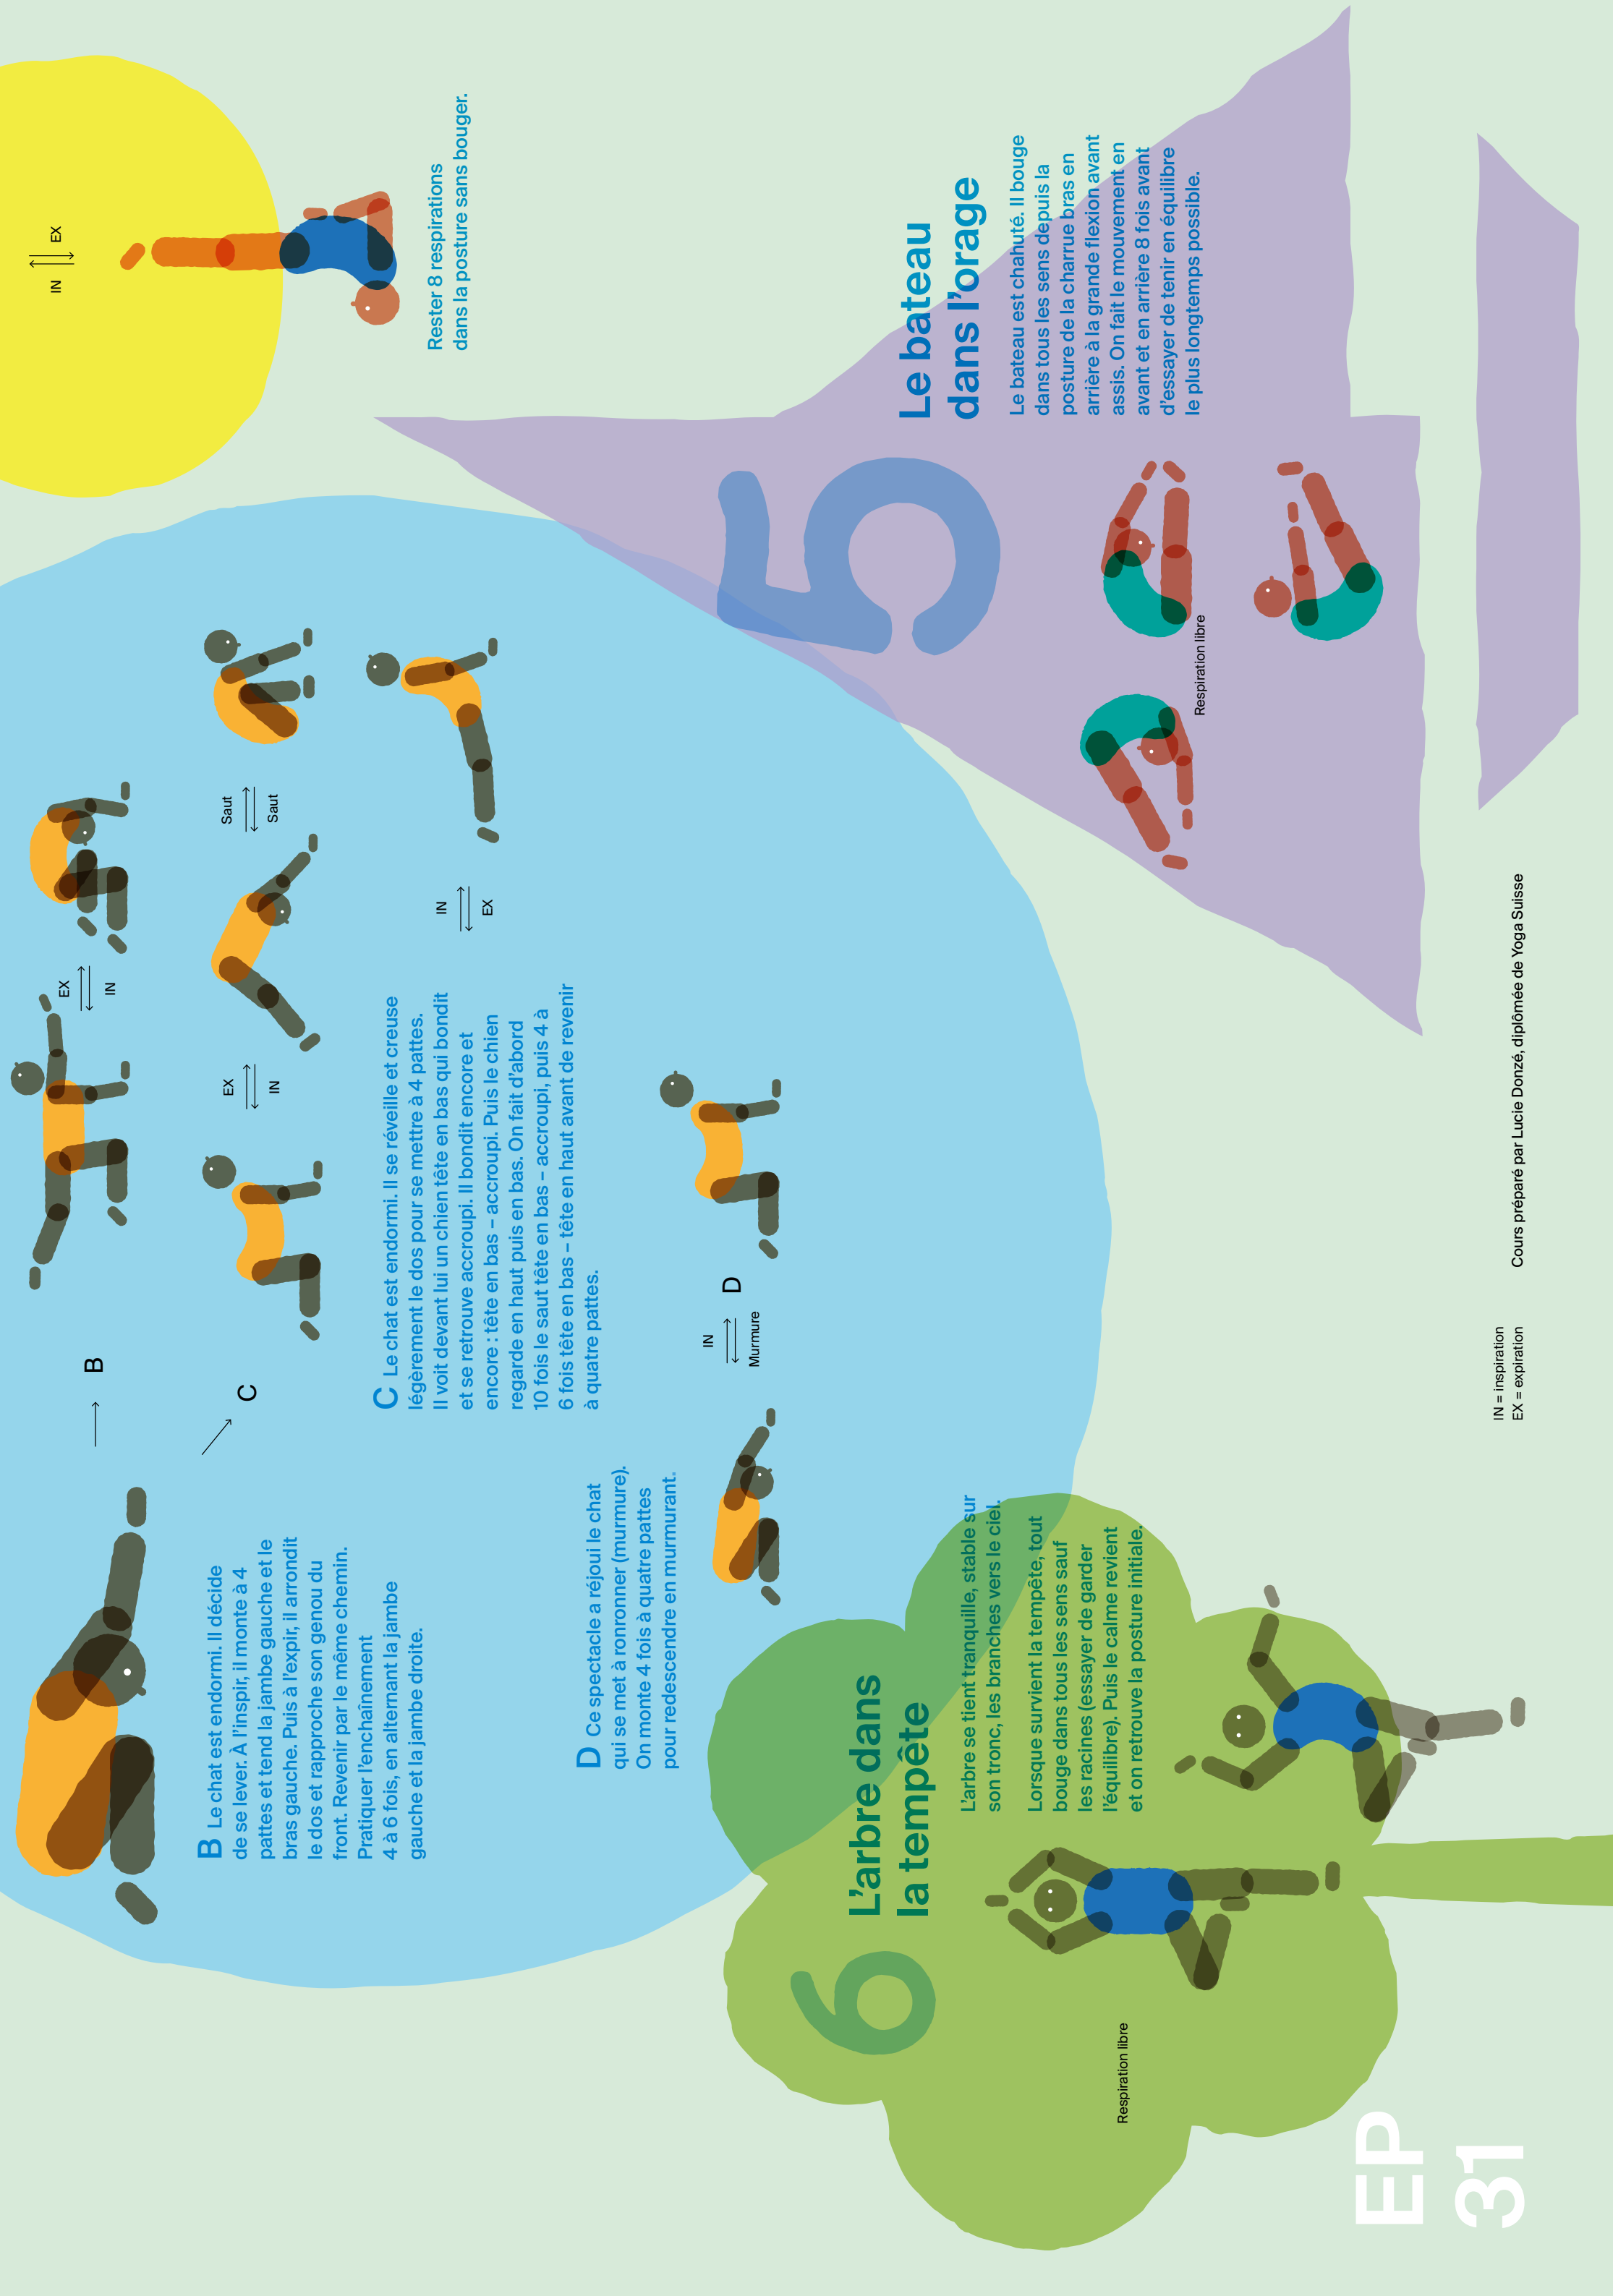 B
EX
IN
C
EX
IN
Saut
Saut
IN
EX
B Le chat est endormi. Il décide
de se lever. À l'inspir, il monte à 4
pattes et tend la jambe gauche et le
bras gauche. Puis à l'expir, il arrondit
le dos et rapproche son genou du
front. Revenir par le même chemin.
Pratiquer l'enchaînement
4 à 6 fois, en alternant la jambe
gauche et la jambe droite.
C Le chat est endormi. Il se réveille et creuse
légèrement le dos pour se mettre à 4 pattes.
Il voit devant lui un chien tête en bas qui bondit
et se retrouve accroupi. Il bondit encore et
encore : tête en bas – accroupi. Puis le chien
regarde en haut puis en bas. On fait d'abord
10 fois le saut tête en bas – accroupi, puis 4 à
6 fois tête en bas – tête en haut avant de revenir
à quatre pattes.
D Ce spectacle a réjoui le chat
qui se met à ronronner (murmure).
On monte 4 fois à quatre pattes
pour redescendre en murmurant.
IN
Murmure
D
IN
EX
Rester 8 respirations
dans la posture sans bouger.
5
Le bateau
dans l'orage
Le bateau est chahuté. Il bouge
dans tous les sens depuis la
posture de la charrue bras en
arrière à la grande flexion avant
assis. On fait le mouvement en
avant et en arrière 8 fois avant
d'essayer de tenir en équilibre
le plus longtemps possible.
Respiration libre
6
L'arbre dans
la tempête
L'arbre se tient tranquille, stable sur
son tronc, les branches vers le ciel.
Lorsque survient la tempête, tout
bouge dans tous les sens sauf
les racines (essayer de garder
l'équilibre). Puis le calme revient
et on retrouve la posture initiale.
Respiration libre
EP
31
IN = inspiration
EX = expiration
Cours préparé par Lucie Donzé, diplômée de Yoga Suisse